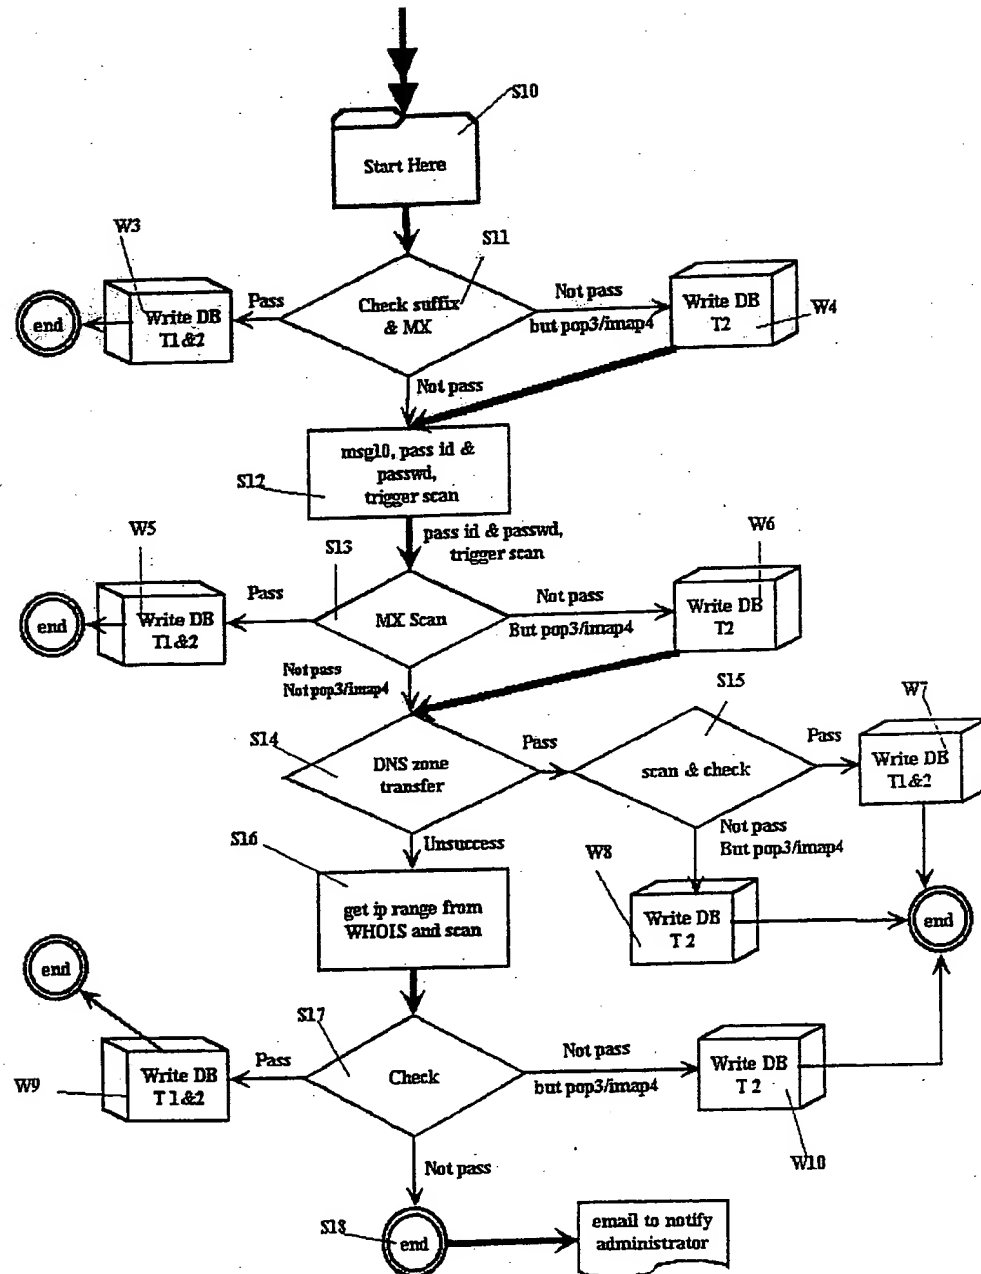 S10
Start Here
W3
S11
Pass
Check suffix
& MX
Not pass
but pop3/imap4
Write DB
T2
W4
end
Write DB
T1&2
Not pass
msg10, pass id &
passwd,
trigger scan
S12
pass id & passwd,
trigger scan
W5
S13
W6
Pass
MX Scan
Not pass
But pop3/imap4
Write DB
T2
end
Write DB
T1&2
Not pass
Not pop3/imap4
S15
W7
S14
DNS zone
transfer
Pass
scan & check
Pass
Write DB
T1&2
Unsuccess
Not pass
But pop3/imap4
S16
W8
get ip range from
WHOIS and scan
Write DB
T 2
end
end
S17
Pass
Check
Not pass
but pop3/imap4
Write DB
T 2
W9
Write DB
T 1&2
W10
Not pass
S18
end
email to notify
administrator